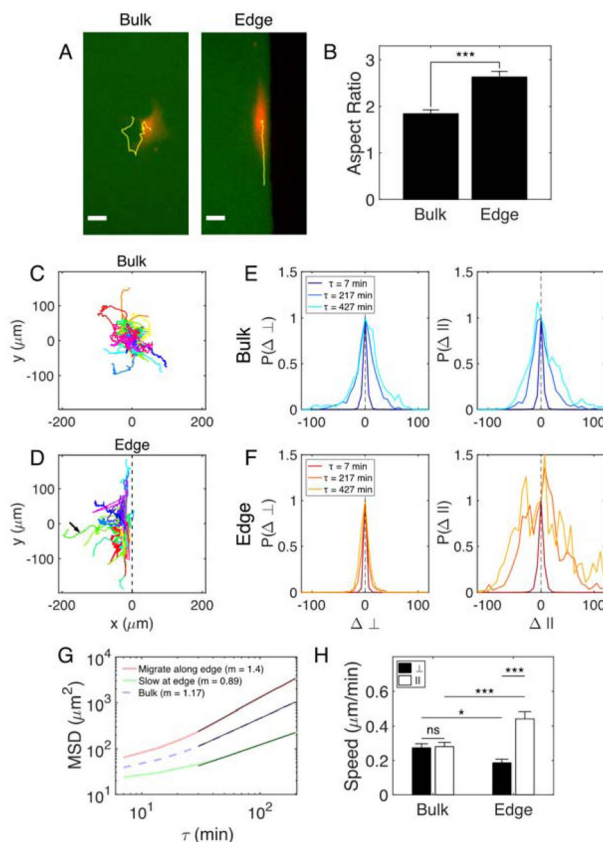 Bulk
Edge
A
B
***
3
2
1
0
Aspect Ratio
Bulk
Edge
C
Bulk
y (μm)
100
0
-100
-200
0
200
D
Edge
y (μm)
100
0
-100
-200
0
200
x (μm)
E
Bulk
P(Δ ⊥)
1.5
1
0.5
0
τ = 7 min
τ = 217 min
τ = 427 min
-100
0
100
P(Δ ||)
1.5
1
0.5
0
-100
0
100
F
Edge
P(Δ ⊥)
1.5
1
0.5
0
τ = 7 min
τ = 217 min
τ = 427 min
-100
0
100
Δ ⊥
P(Δ ||)
1.5
1
0.5
0
-100
0
100
Δ ||
G
MSD (μm²)
10⁴
10³
10²
10¹
Migrate along edge (m = 1.4)
Slow at edge (m = 0.89)
Bulk (m = 1.17)
10¹
10²
τ (min)
H
Speed (μm/min)
0.6
0.4
0.2
0
⊥
||
ns
*
***
***
Bulk
Edge